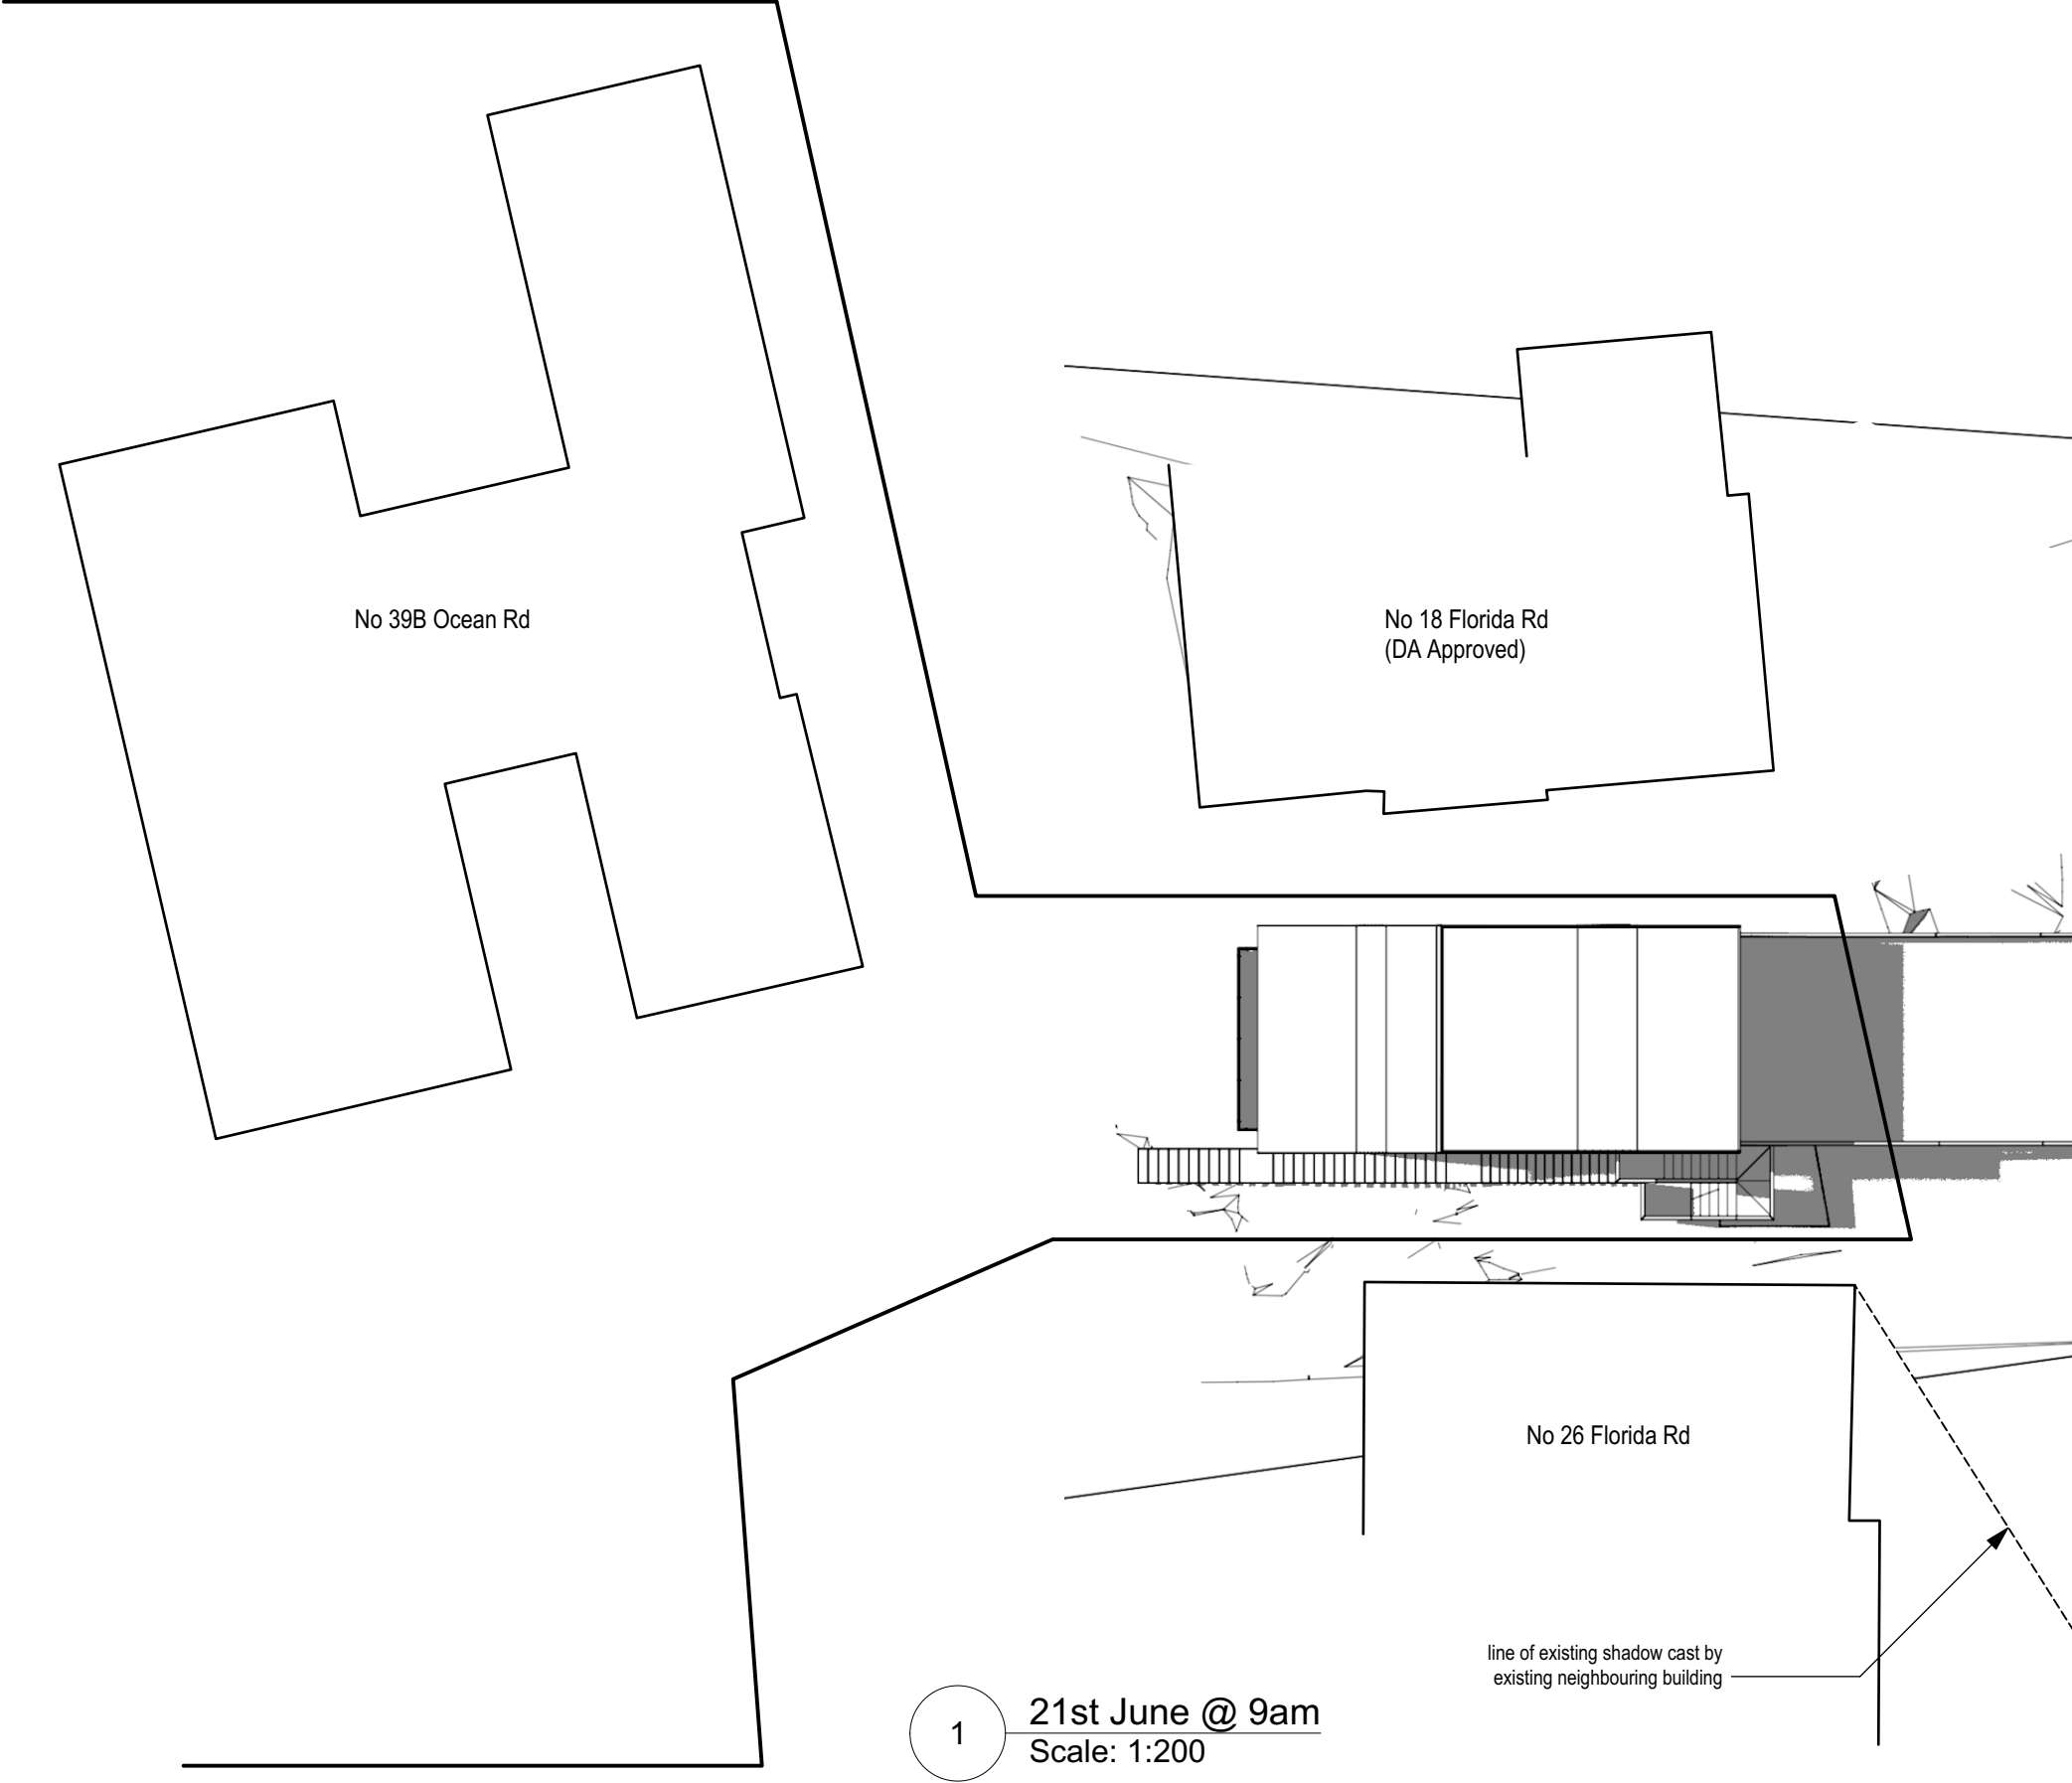 No 39B Ocean Rd
No 18 Florida Rd
(DA Approved)
No 26 Florida Rd
line of existing shadow cast by
existing neighbouring building
1
21st June @ 9am
Scale: 1:200